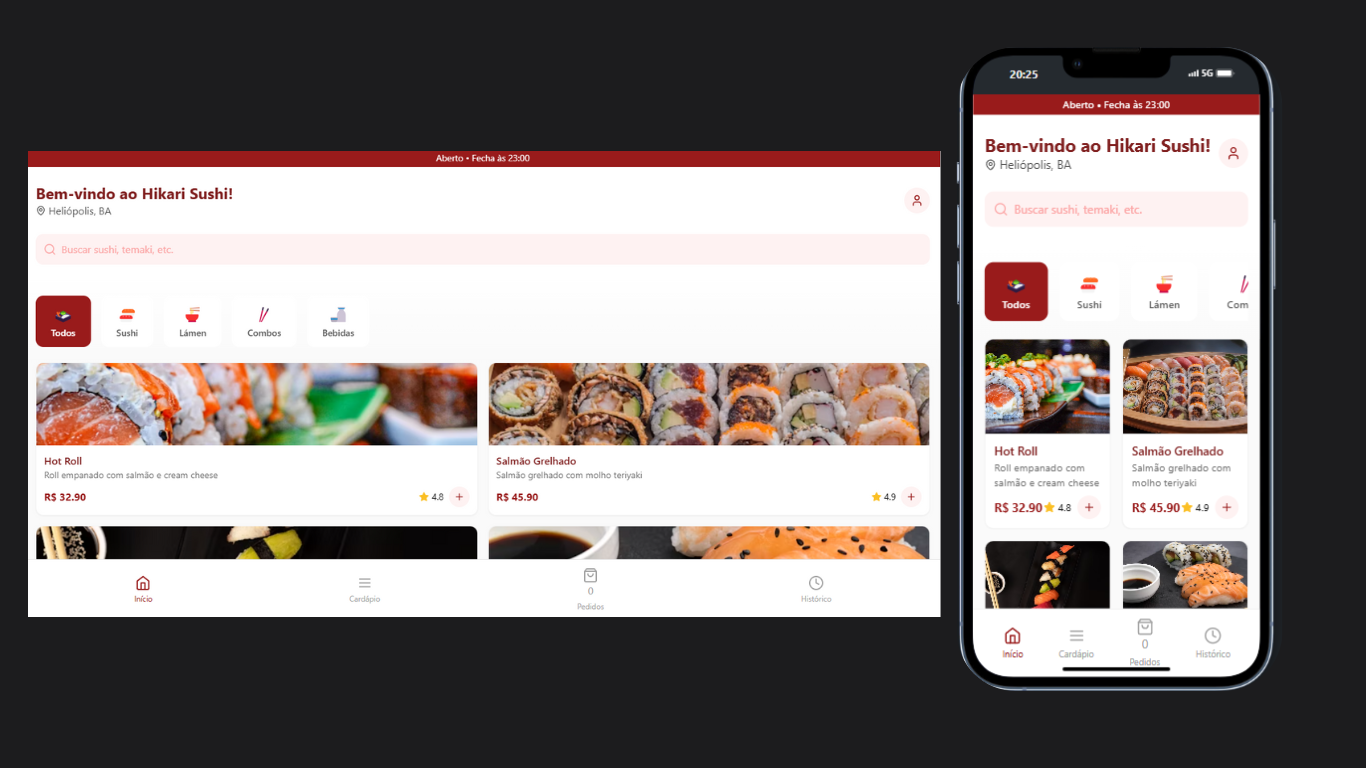 Aberto • Fecha às 23:00
Bem-vindo ao Hikari Sushi!
Heliópolis, BA
Buscar sushi, temaki, etc.
Todos
Sushi
Lámen
Combos
Bebidas
Hot Roll
Roll empanado com salmão e cream cheese
R$ 32.90
4.8
+
Salmão Grelhado
Salmão grelhado com molho teriyaki
R$ 45.90
4.9
+
Início
Cardápio
0
Pedidos
Histórico
20:25
5G
Aberto • Fecha às 23:00
Bem-vindo ao Hikari Sushi!
Heliópolis, BA
Buscar sushi, temaki, etc.
Todos
Sushi
Lámen
Com
Hot Roll
Roll empanado com
salmão e cream cheese
R$ 32.90
4.8
+
Salmão Grelhado
Salmão grelhado com
molho teriyaki
R$ 45.90
4.9
+
Início
Cardápio
0
Pedidos
Histórico